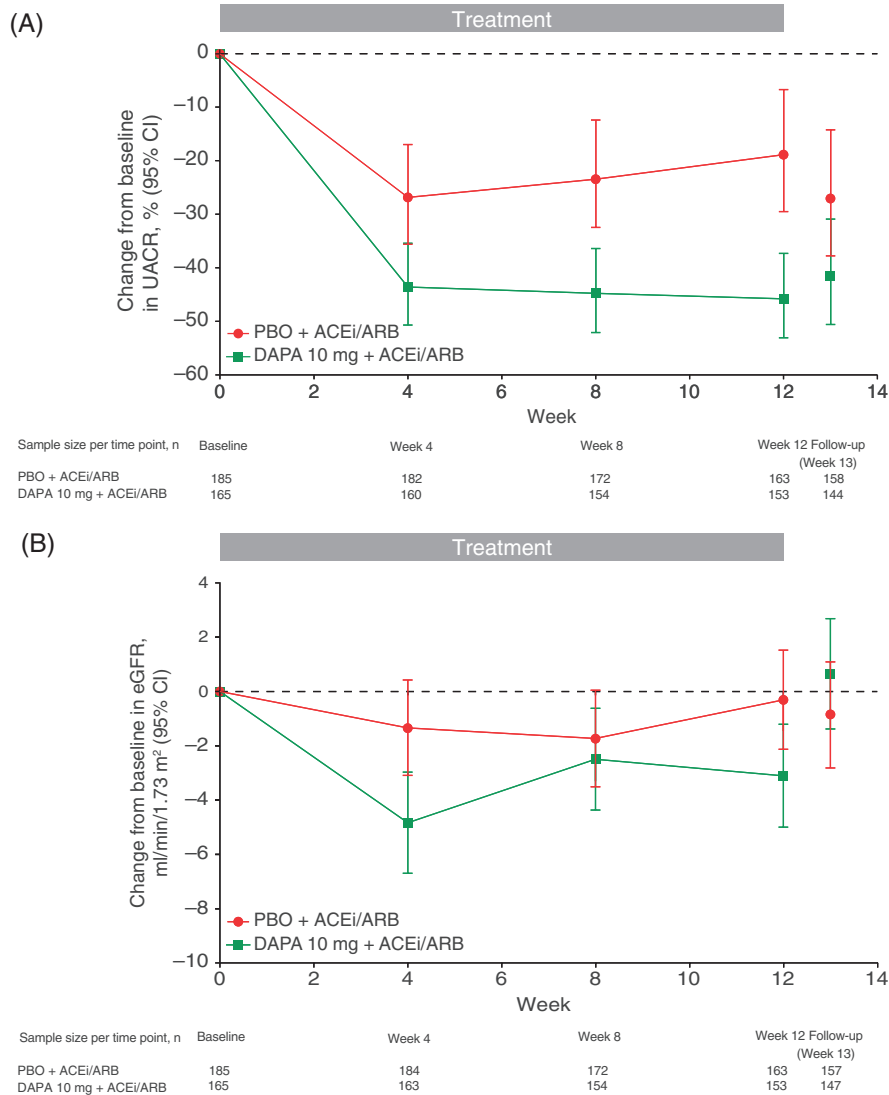 (A)
Treatment
Change from baseline
in UACR, % (95% CI)
0
–10
–20
–30
–40
–50
–60
PBO + ACEi/ARB
DAPA 10 mg + ACEi/ARB
0 2 4 6 8 10 12 14
Week
Sample size per time point, n Baseline Week 4 Week 8 Week 12 Follow-up
(Week 13)
PBO + ACEi/ARB 185 182 172 163 158
DAPA 10 mg + ACEi/ARB 165 160 154 153 144
(B)
Treatment
Change from baseline in eGFR,
ml/min/1.73 m² (95% CI)
4
2
0
–2
–4
–6
–8
–10
PBO + ACEi/ARB
DAPA 10 mg + ACEi/ARB
0 2 4 6 8 10 12 14
Week
Sample size per time point, n Baseline Week 4 Week 8 Week 12 Follow-up
(Week 13)
PBO + ACEi/ARB 185 184 172 163 157
DAPA 10 mg + ACEi/ARB 165 163 154 153 147